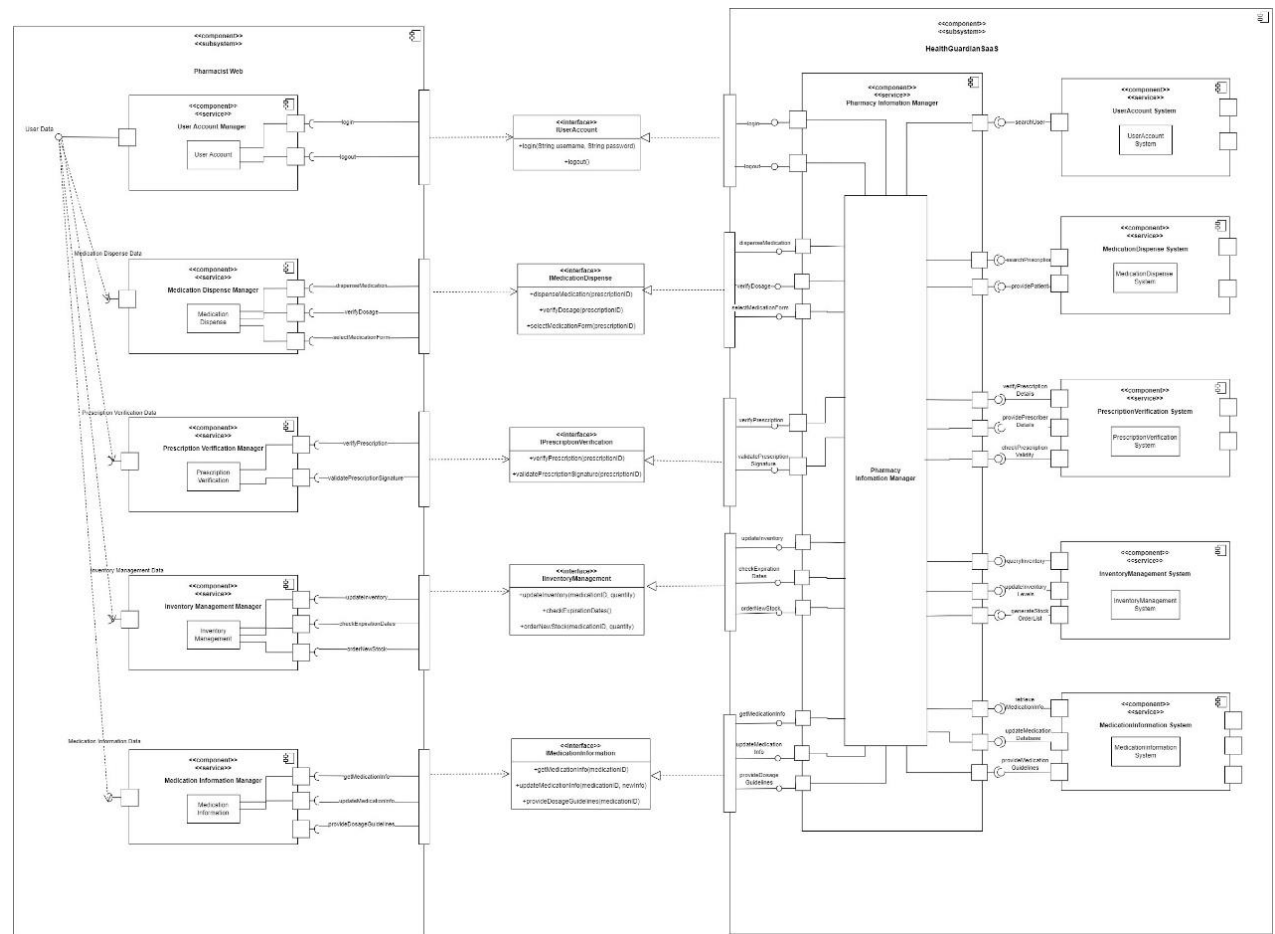 <<component>>
<<subsystem>>
Pharmacist Web
User Data
<<component>>
<<service>>
User Account Manager
User Account
login
logout
Medication Dispense Data
<<component>>
<<service>>
Medication Dispense Manager
Medication
Dispense
dispenseMedication
verifyDosage
selectMedicationForm
Prescription Verification Data
<<component>>
<<service>>
Prescription Verification Manager
Prescription
Verification
verifyPrescription
validatePrescriptionSignature
Inventory Management Data
<<component>>
<<service>>
Inventory Management Manager
Inventory
Management
updateInventory
checkExpirationDates
orderNewStock
Medication Information Data
<<component>>
<<service>>
Medication Information Manager
Medication
Information
getMedicationInfo
updateMedicationInfo
provideDosageGuidelines
<<interface>>
IUserAccount
+login(String username, String password)
+logout()
<<interface>>
IMedicationDispense
+dispenseMedication(prescriptionID)
+verifyDosage(prescriptionID)
+selectMedicationForm(prescriptionID)
<<interface>>
IPrescriptionVerification
+verifyPrescription(prescriptionID)
+validatePrescriptionSignature(prescriptionID)
<<interface>>
IInventoryManagement
+updateInventory(medicationID, quantity)
+checkExpirationDates()
+orderNewStock(medicationID, quantity)
<<interface>>
IMedicationInformation
+getMedicationInfo(medicationID)
+updateMedicationInfo(medicationID, newInfo)
+provideDosageGuidelines(medicationID)
<<component>>
<<subsystem>>
HealthGuardianSaaS
<<component>>
<<service>>
Pharmacy Infomation Manager
login
logout
dispenseMedication
verifyDosage
selectMedicationForm
verifyPrescription
validatePrescription
Signature
updateInventory
checkExpiration
Dates
orderNewStock
getMedicationInfo
updateMedication
Info
provideDosage
Guidelines
Pharmacy
Infomation Manager
searchUser
<<component>>
<<service>>
UserAccount System
UserAccount
System
providePatient
<<component>>
<<service>>
MedicationDispense System
MedicationDispense
System
verifyPrescription
Details
providePrescriber
Details
checkPrescription
Validity
<<component>>
<<service>>
PrescriptionVerification System
PrescriptionVerification
System
queryInventory
updateInventory
Levels
generateStock
OrderList
<<component>>
<<service>>
InventoryManagement System
InventoryManagement
System
retrieve
MedicationInfo
updateMedication
Database
provideMedication
Guidelines
<<component>>
<<service>>
MedicationInformation System
MedicationInformation
System